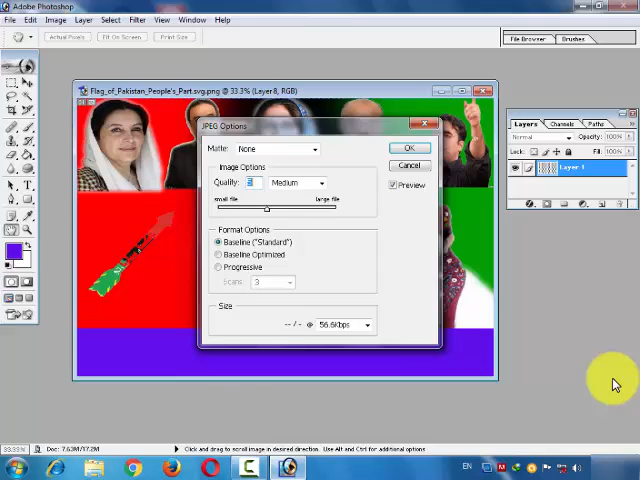 Adobe Photoshop
File Edit Image Layer Select Filter View Window Help
Actual Pixels Fit On Screen Print Size
File Browser Brushes
Flag_of_Pakistan_People's_Part.svg.png @ 33.3% (Layer 8, RGB)
JPEG Options
Matte: None
OK
Image Options
Cancel
Quality: 5 Medium
Preview
small file large file
Format Options
Baseline ("Standard")
Baseline Optimized
Progressive
Scans: 3
Size
-- / -- @ 56.6Kbps
Layers Channels Paths
Normal Opacity: 100%
Lock: Fill: 100%
Layer 1
33.33% Doc: 7.63M/17.2M Click and drag to scroll image in desired direction. Use Alt and Ctrl for additional options
EN